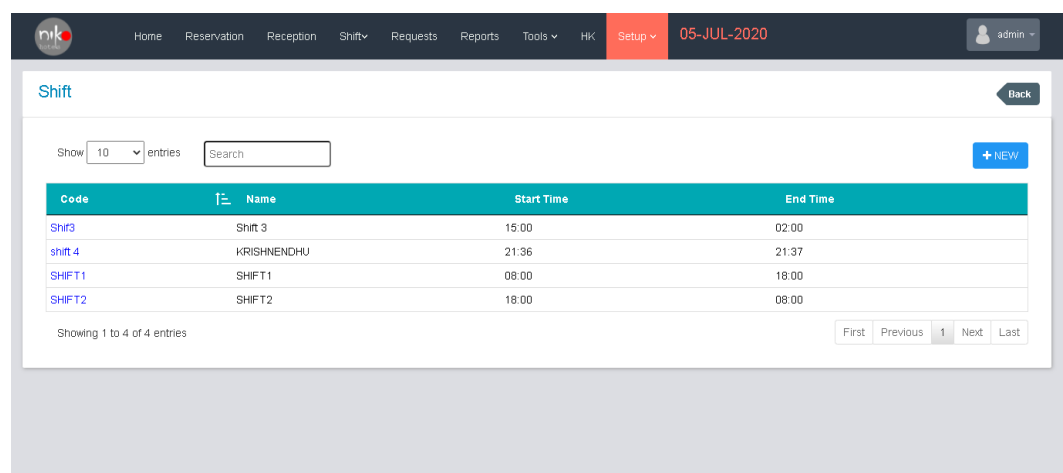 niko
hotels
Home Reservation Reception Shift Requests Reports Tools HK Setup 05-JUL-2020 admin
Shift
Back
Show 10 entries Search
+ NEW
Code Name Start Time End Time
Shif3 Shift 3 15:00 02:00
shift 4 KRISHNENDHU 21:36 21:37
SHIFT1 SHIFT1 08:00 18:00
SHIFT2 SHIFT2 18:00 08:00
Showing 1 to 4 of 4 entries
First Previous 1 Next Last